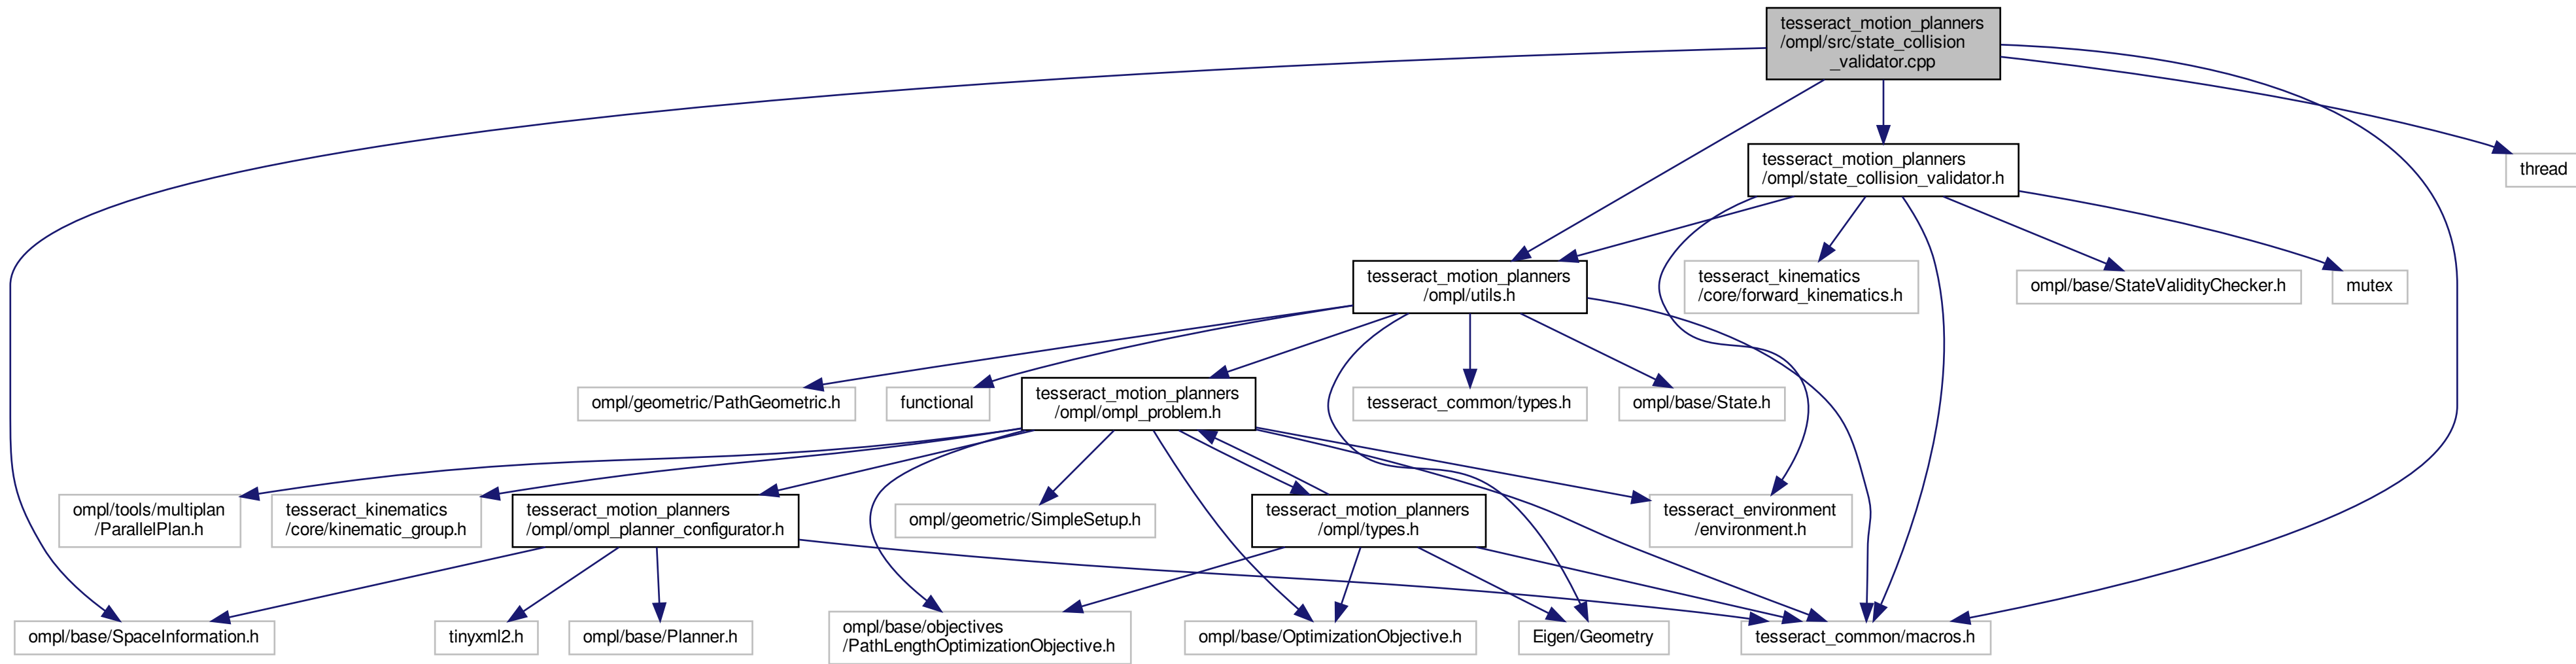 tesseract_motion_planners
/ompl/src/state_collision
_validator.cpp
tesseract_motion_planners
/ompl/state_collision_validator.h
thread
tesseract_motion_planners
/ompl/utils.h
tesseract_kinematics
/core/forward_kinematics.h
ompl/base/StateValidityChecker.h
mutex
ompl/geometric/PathGeometric.h
functional
tesseract_motion_planners
/ompl/ompl_problem.h
tesseract_common/types.h
ompl/base/State.h
ompl/tools/multiplan
/ParallelPlan.h
tesseract_kinematics
/core/kinematic_group.h
tesseract_motion_planners
/ompl/ompl_planner_configurator.h
ompl/geometric/SimpleSetup.h
tesseract_motion_planners
/ompl/types.h
tesseract_environment
/environment.h
ompl/base/SpaceInformation.h
tinyxml2.h
ompl/base/Planner.h
ompl/base/objectives
/PathLengthOptimizationObjective.h
ompl/base/OptimizationObjective.h
Eigen/Geometry
tesseract_common/macros.h